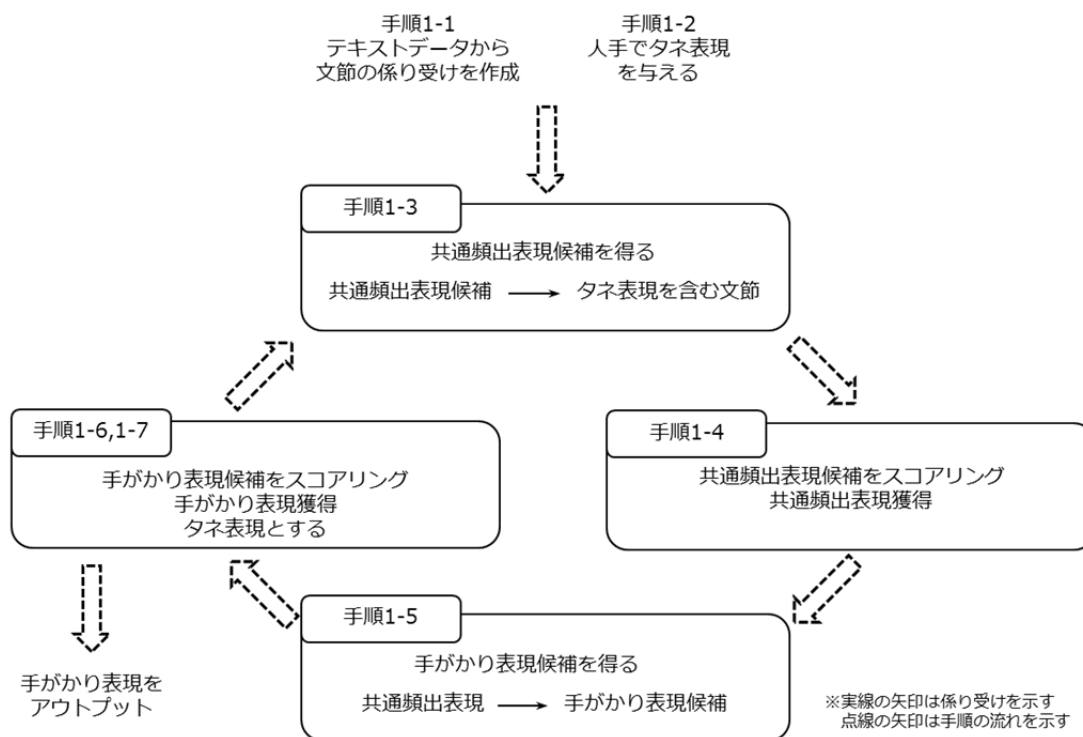 手順1-1
テキストデータから
文節の係り受けを作成
手順1-2
人手でタネ表現
を与える
手順1-3
共通頻出表現候補を得る
共通頻出表現候補 → タネ表現を含む文節
手順1-4
共通頻出表現候補をスコアリング
共通頻出表現獲得
手順1-5
手がかり表現候補を得る
共通頻出表現 → 手がかり表現候補
手順1-6,1-7
手がかり表現候補をスコアリング
手がかり表現獲得
タネ表現とする
手がかり表現を
アウトプット
※実線の矢印は係り受けを示す
点線の矢印は手順の流れを示す